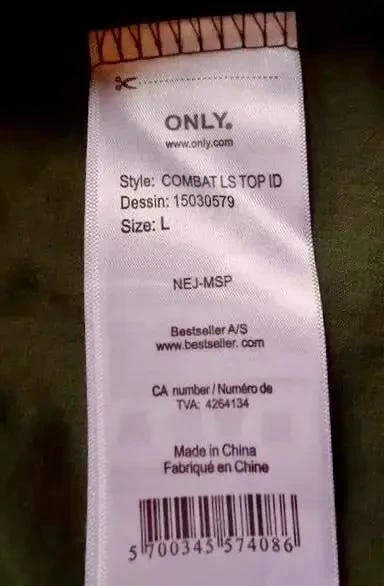 ONLY.
www.only.com
Style: COMBAT LS TOP ID
Dessin: 15030579
Size: L
NEJ-MSP
Bestseller A/S
www.bestseller.com
CA number / Numéro de
TVA: 4264134
Made in China
Fabriqué en Chine
5 700345 574086